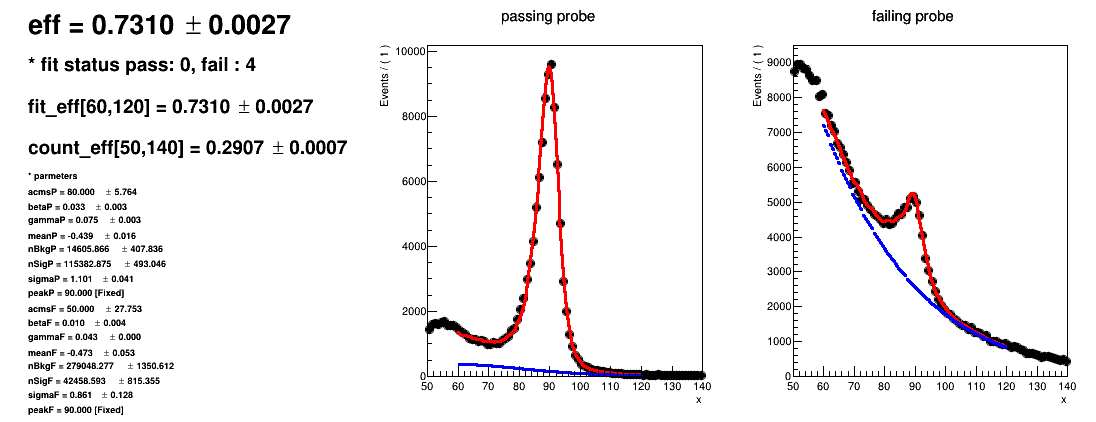 eff = 0.7310 ± 0.0027
* fit status pass: 0, fail : 4
fit_eff[60,120] = 0.7310 ± 0.0027
count_eff[50,140] = 0.2907 ± 0.0007
* parmeters
acmsP = 80.000 ± 5.764
betaP = 0.033 ± 0.003
gammaP = 0.075 ± 0.003
meanP = -0.439 ± 0.016
nBkgP = 14605.866 ± 407.836
nSigP = 115382.875 ± 493.046
sigmaP = 1.101 ± 0.041
peakP = 90.000 [Fixed]
acmsF = 50.000 ± 27.753
betaF = 0.010 ± 0.004
gammaF = 0.043 ± 0.000
meanF = -0.473 ± 0.053
nBkgF = 279048.277 ± 1350.612
nSigF = 42458.593 ± 815.355
sigmaF = 0.861 ± 0.128
peakF = 90.000 [Fixed]
passing probe
Events / ( 1 )
10000
8000
6000
4000
2000
0
50 60 70 80 90 100 110 120 130 140
x
failing probe
Events / ( 1 )
9000
8000
7000
6000
5000
4000
3000
2000
1000
0
50 60 70 80 90 100 110 120 130 140
x